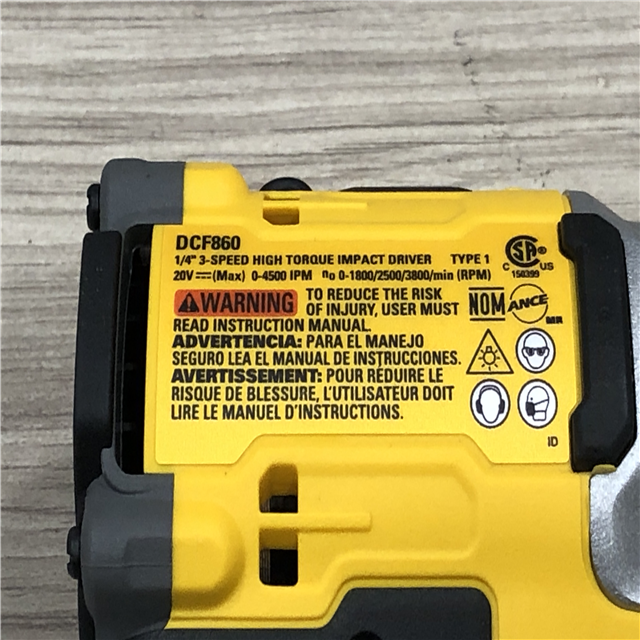 DCF860
1/4" 3-SPEED HIGH TORQUE IMPACT DRIVER TYPE 1
20V⎓(Max) 0-4500 IPM no 0-1800/2500/3800/min (RPM)
SA ®
C US
150399
WARNING TO REDUCE THE RISK
OF INJURY, USER MUST
READ INSTRUCTION MANUAL.
ADVERTENCIA: PARA EL MANEJO
SEGURO LEA EL MANUAL DE INSTRUCCIONES.
AVERTISSEMENT: POUR RÉDUIRE LE
RISQUE DE BLESSURE, L'UTILISATEUR DOIT
LIRE LE MANUEL D'INSTRUCTIONS.
NOM
ANCE
MR
ID